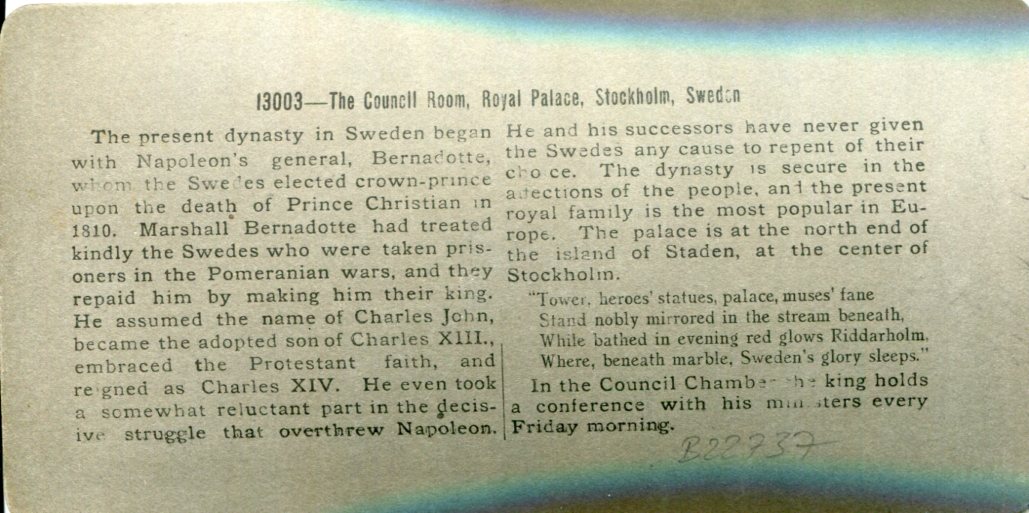 13003—The Council Room, Royal Palace, Stockholm, Sweden
The present dynasty in Sweden began
with Napoleon's general, Bernadotte,
whom the Swedes elected crown-prince
upon the death of Prince Christian in
1810. Marshall Bernadotte had treated
kindly the Swedes who were taken pris-
oners in the Pomeranian wars, and they
repaid him by making him their king.
He assumed the name of Charles John,
became the adopted son of Charles XIII.,
embraced the Protestant faith, and
reigned as Charles XIV. He even took
a somewhat reluctant part in the decis-
ive struggle that overthrew Napoleon.
He and his successors have never given
the Swedes any cause to repent of their
choice. The dynasty is secure in the
affections of the people, and the present
royal family is the most popular in Eu-
rope. The palace is at the north end of
the island of Staden, at the center of
Stockholm.
"Tower, heroes' statues, palace, muses' fane
Stand nobly mirrored in the stream beneath,
While bathed in evening red glows Riddarholm,
Where, beneath marble, Sweden's glory sleeps."
In the Council Chamber the king holds
a conference with his ministers every
Friday morning.
B22737